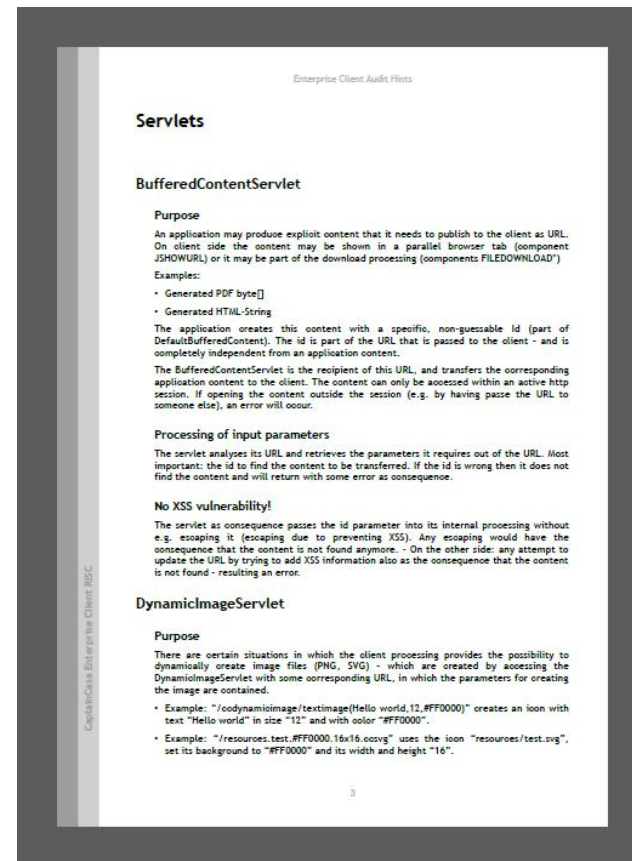 Enterprise Client Audit Hints
Servlets
BufferedContentServlet
Purpose
An application may produce explicit content that it needs to publish to the client as URL.
On client side the content may be shown in a parallel browser tab (component
JSHOWURL) or it may be part of the download processing (components FILEDOWNLOAD*)
Examples:
• Generated PDF byte[]
• Generated HTML-String
The application creates this content with a specific, non-guessable Id (part of
DefaultBufferedContent). The id is part of the URL that is passed to the client - and is
completely independent from an application content.
The BufferedContentServlet is the recipient of this URL, and transfers the corresponding
application content to the client. The content can only be accessed within an active http
session. If opening the content outside the session (e.g. by having passe the URL to
someone else), an error will occur.
Processing of input parameters
The servlet analyses its URL and retrieves the parameters it requires out of the URL. Most
important: the id to find the content to be transferred. If the id is wrong then it does not
find the content and will return with some error as consequence.
No XSS vulnerability!
The servlet as consequence passes the id parameter into its internal processing without
e.g. escaping it (escaping due to preventing XSS). Any escaping would have the
consequence that the content is not found anymore. - On the other side: any attempt to
update the URL by trying to add XSS information also as the consequence that the content
is not found - resulting an error.
DynamicImageServlet
Purpose
There are certain situations in which the client processing provides the possibility to
dynamically create image files (PNG, SVG) - which are created by accessing the
DynamicImageServlet with some corresponding URL, in which the parameters for creating
the image are contained.
• Example: "/ccdynamicimage/textimage(Hello world,12,#FF0000)" creates an icon with
text "Hello world" in size "12" and with color "#FF0000".
• Example: "/resources.test.#FF0000.16x16.ccsvg" uses the icon "resources/test.svg",
set its background to "#FF0000" and its width and height "16".
CaptainCasa Enterprise Client RISC
3